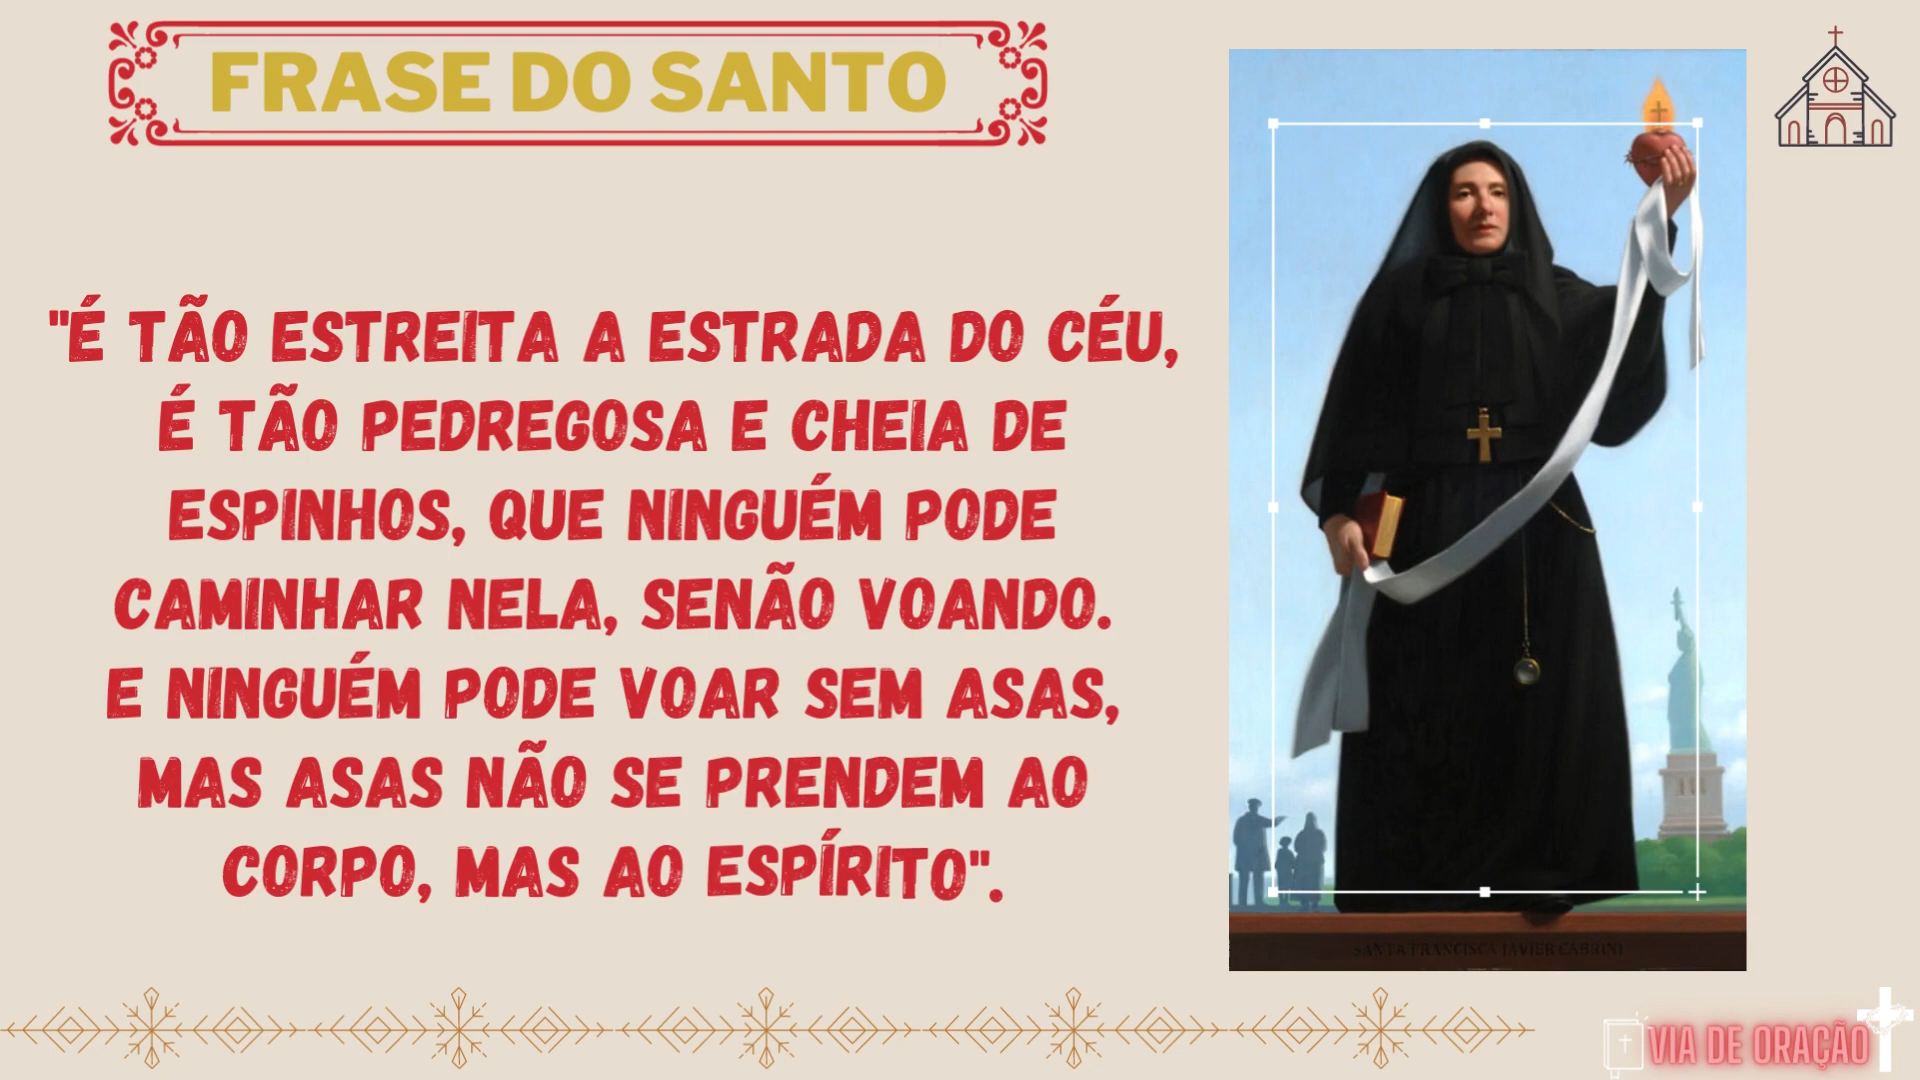 FRASE DO SANTO
"É TÃO ESTREITA A ESTRADA DO CÉU,
É TÃO PEDREGOSA E CHEIA DE
ESPINHOS, QUE NINGUÉM PODE
CAMINHAR NELA, SENÃO VOANDO.
E NINGUÉM PODE VOAR SEM ASAS,
MAS ASAS NÃO SE PRENDEM AO
CORPO, MAS AO ESPÍRITO".
SANTA FRANCISCA JAVIER CABRINI
VIA DE ORAÇÃO